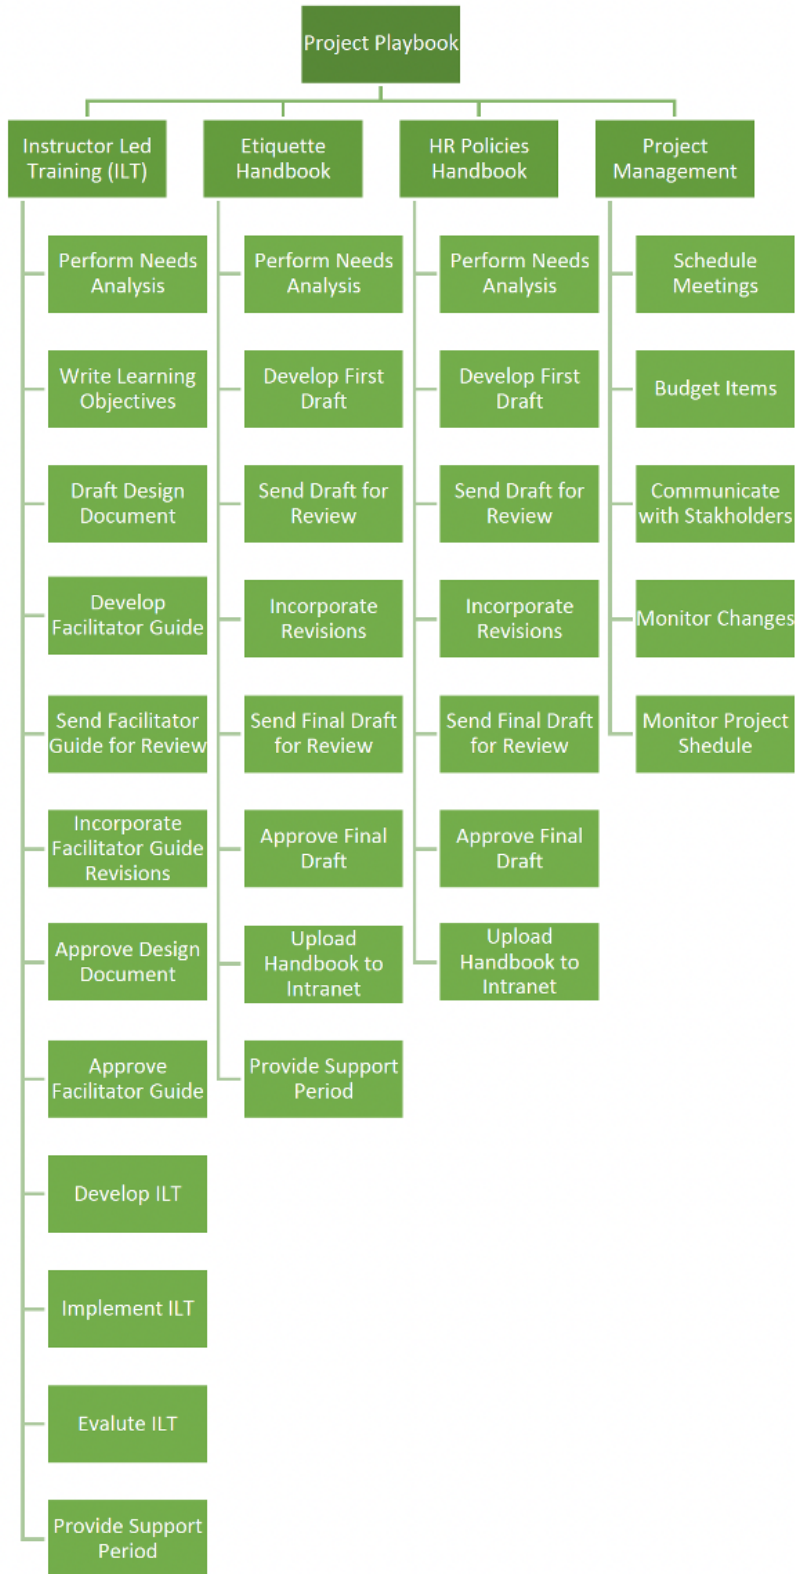 Project Playbook
Instructor Led
Training (ILT)
Etiquette
Handbook
HR Policies
Handbook
Project
Management
Perform Needs
Analysis
Write Learning
Objectives
Draft Design
Document
Develop
Facilitator Guide
Send Facilitator
Guide for Review
Incorporate
Facilitator Guide
Revisions
Approve Design
Document
Approve
Facilitator Guide
Develop ILT
Implement ILT
Evalute ILT
Provide Support
Period
Perform Needs
Analysis
Develop First
Draft
Send Draft for
Review
Incorporate
Revisions
Send Final Draft
for Review
Approve Final
Draft
Upload
Handbook to
Intranet
Provide Support
Period
Perform Needs
Analysis
Develop First
Draft
Send Draft for
Review
Incorporate
Revisions
Send Final Draft
for Review
Approve Final
Draft
Upload
Handbook to
Intranet
Schedule
Meetings
Budget Items
Communicate
with Stakholders
Monitor Changes
Monitor Project
Shedule